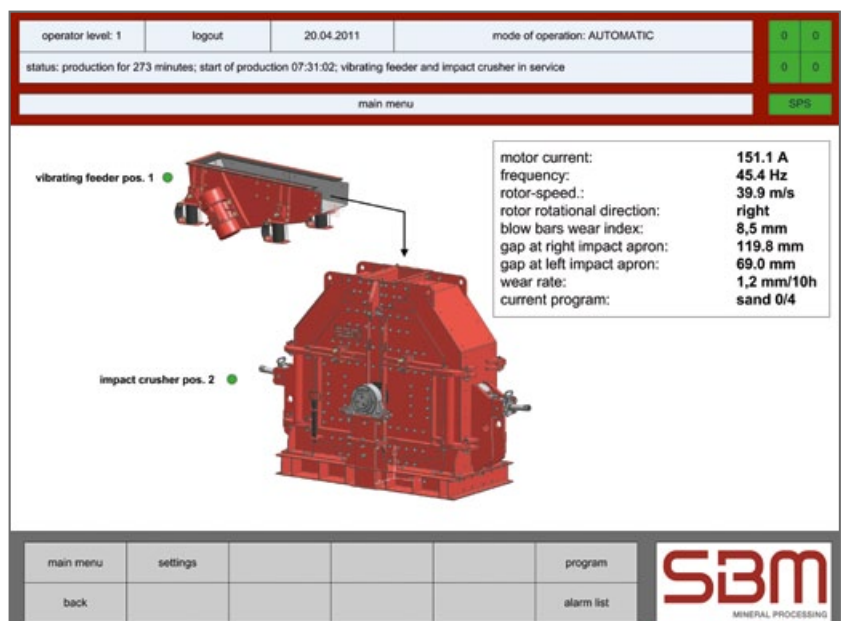 operator level: 1 logout 20.04.2011 mode of operation: AUTOMATIC 0 0
status: production for 273 minutes; start of production 07:31:02; vibrating feeder and impact crusher in service 0 0
main menu SPS
vibrating feeder pos. 1
motor current: 151.1 A
frequency: 45.4 Hz
rotor-speed.: 39.9 m/s
rotor rotational direction: right
blow bars wear index: 8,5 mm
gap at right impact apron: 119.8 mm
gap at left impact apron: 69.0 mm
wear rate: 1,2 mm/10h
current program: sand 0/4
impact crusher pos. 2
main menu settings program
back alarm list
SBM
MINERAL PROCESSING